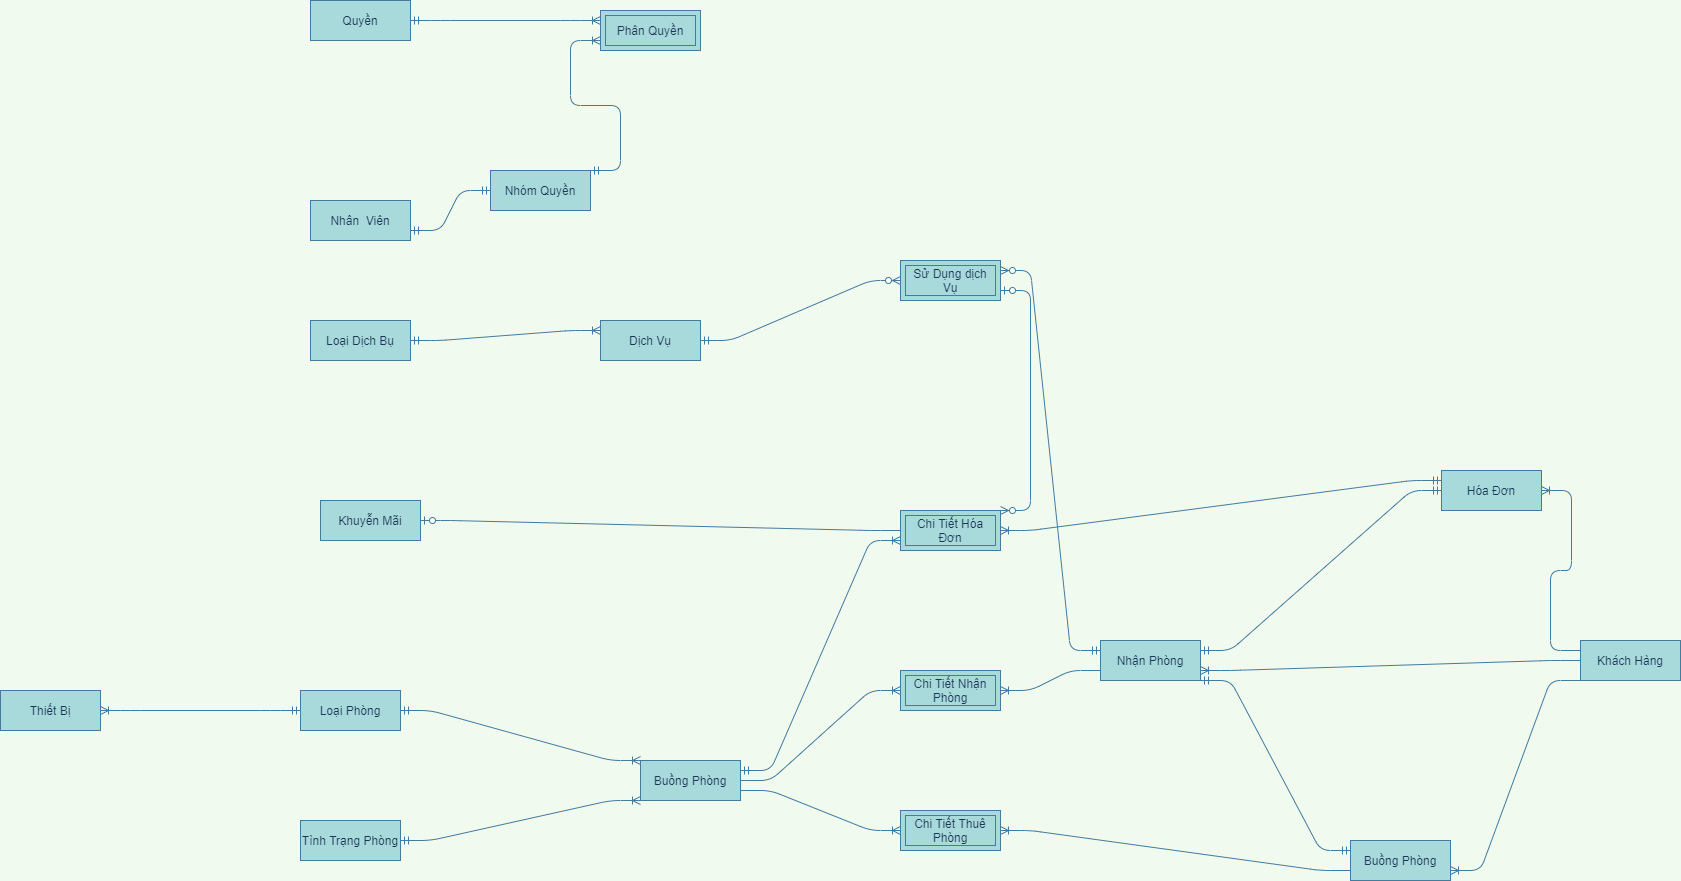 Quyền
Phân Quyền
Nhóm Quyền
Nhân  Viên
Sử Dụng dịch
Vụ
Loại Dịch Bụ
Dịch Vụ
Hóa Đơn
Khuyễn Mãi
Chi Tiết Hóa
Đơn
Nhận Phòng
Khách Hàng
Chi Tiết Nhận
Phòng
Thiết Bị
Loại Phòng
Buồng Phòng
Chi Tiết Thuê
Phòng
Tình Trạng Phòng
Buồng Phòng